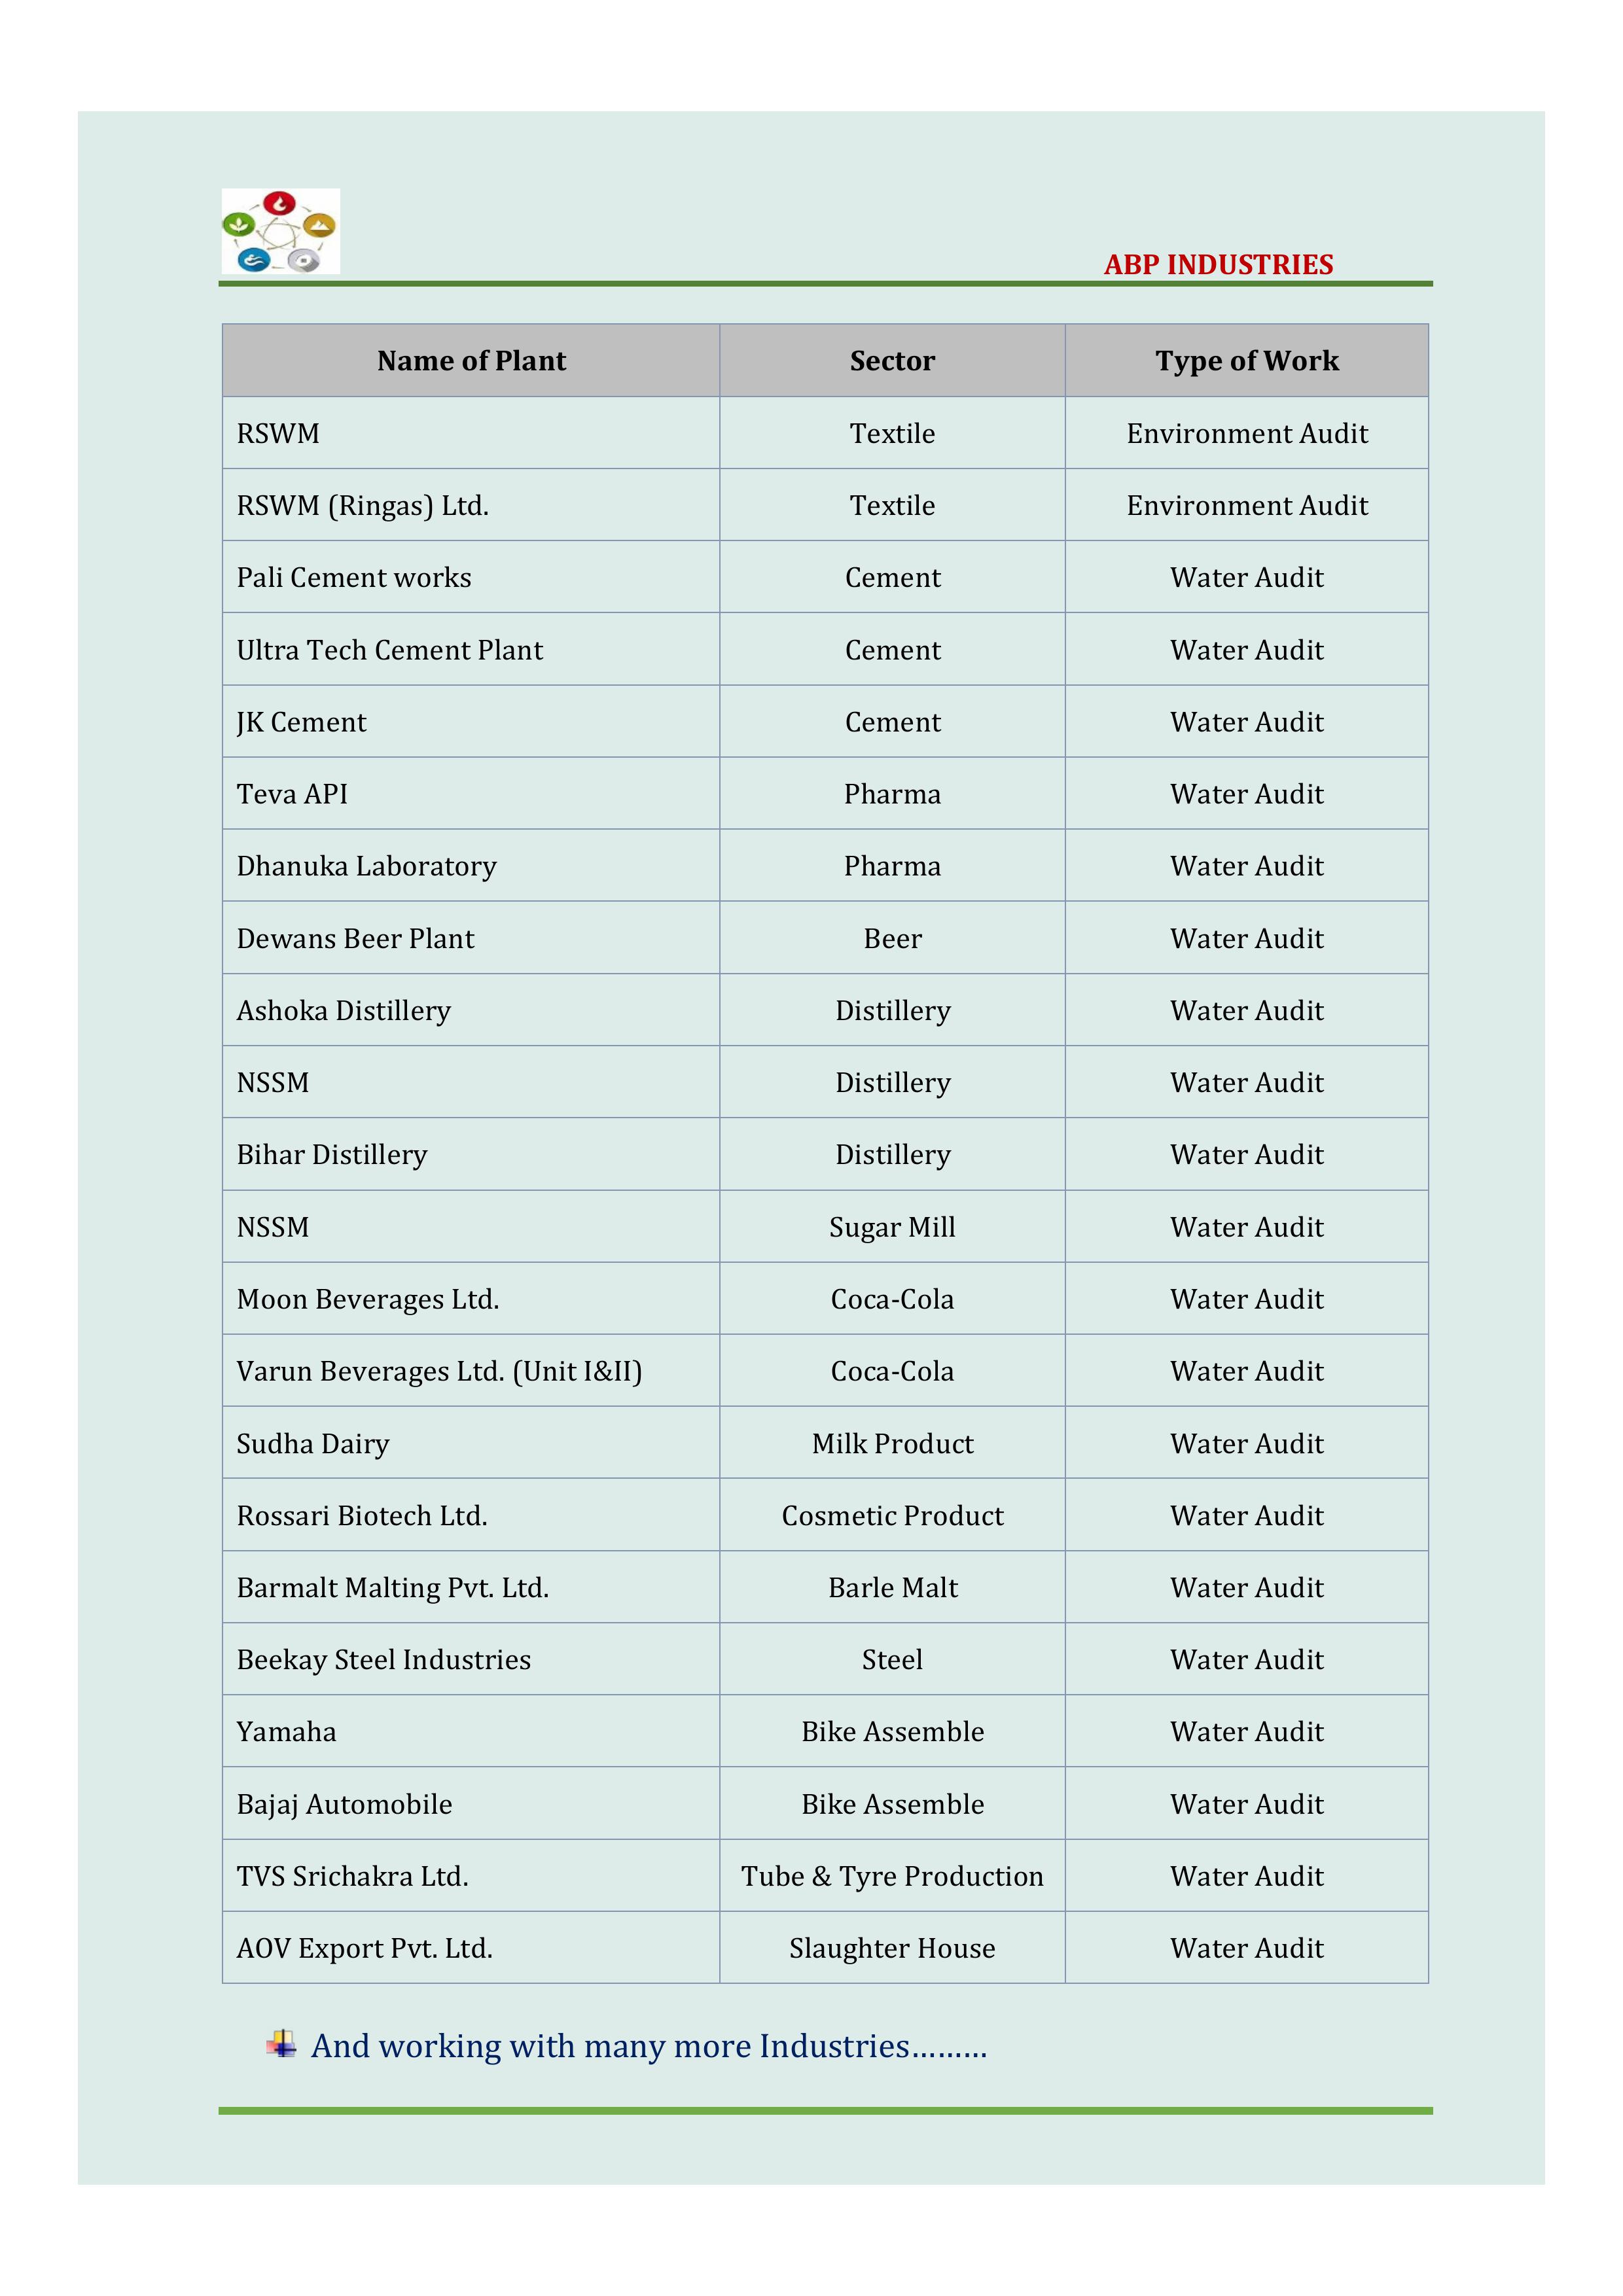 ABP INDUSTRIES
Name of Plant Sector Type of Work
RSWM Textile Environment Audit
RSWM (Ringas) Ltd. Textile Environment Audit
Pali Cement works Cement Water Audit
Ultra Tech Cement Plant Cement Water Audit
JK Cement Cement Water Audit
Teva API Pharma Water Audit
Dhanuka Laboratory Pharma Water Audit
Dewans Beer Plant Beer Water Audit
Ashoka Distillery Distillery Water Audit
NSSM Distillery Water Audit
Bihar Distillery Distillery Water Audit
NSSM Sugar Mill Water Audit
Moon Beverages Ltd. Coca-Cola Water Audit
Varun Beverages Ltd. (Unit I&II) Coca-Cola Water Audit
Sudha Dairy Milk Product Water Audit
Rossari Biotech Ltd. Cosmetic Product Water Audit
Barmalt Malting Pvt. Ltd. Barle Malt Water Audit
Beekay Steel Industries Steel Water Audit
Yamaha Bike Assemble Water Audit
Bajaj Automobile Bike Assemble Water Audit
TVS Srichakra Ltd. Tube & Tyre Production Water Audit
AOV Export Pvt. Ltd. Slaughter House Water Audit
And working with many more Industries………